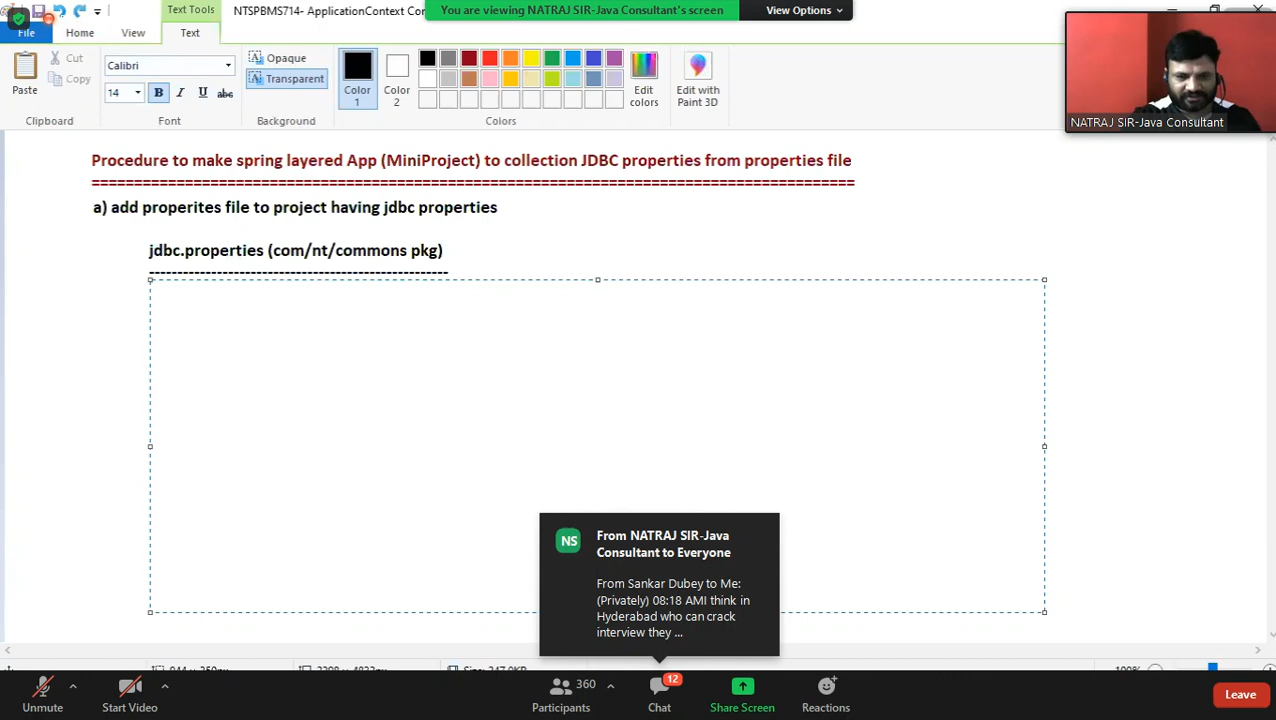 Text Tools
NTSPBMS714- ApplicationContext Con
You are viewing NATRAJ SIR-Java Consultant's screen
View Options
File
Home
View
Text
Paste
Cut
Copy
Calibri
14
B
I
U
abc
Opaque
Transparent
Color
1
Color
2
Edit
colors
Edit with
Paint 3D
Clipboard
Font
Background
Colors
NATRAJ SIR-Java Consultant
Procedure to make spring layered App (MiniProject) to collection JDBC properties from properties file
a) add properites file to project having jdbc properties
jdbc.properties (com/nt/commons pkg)
NS
From NATRAJ SIR-Java
Consultant to Everyone
From Sankar Dubey to Me:
(Privately) 08:18 AMI think in
Hyderabad who can crack
interview they ...
100%
Unmute
Start Video
360
Participants
12
Chat
Share Screen
Reactions
Leave